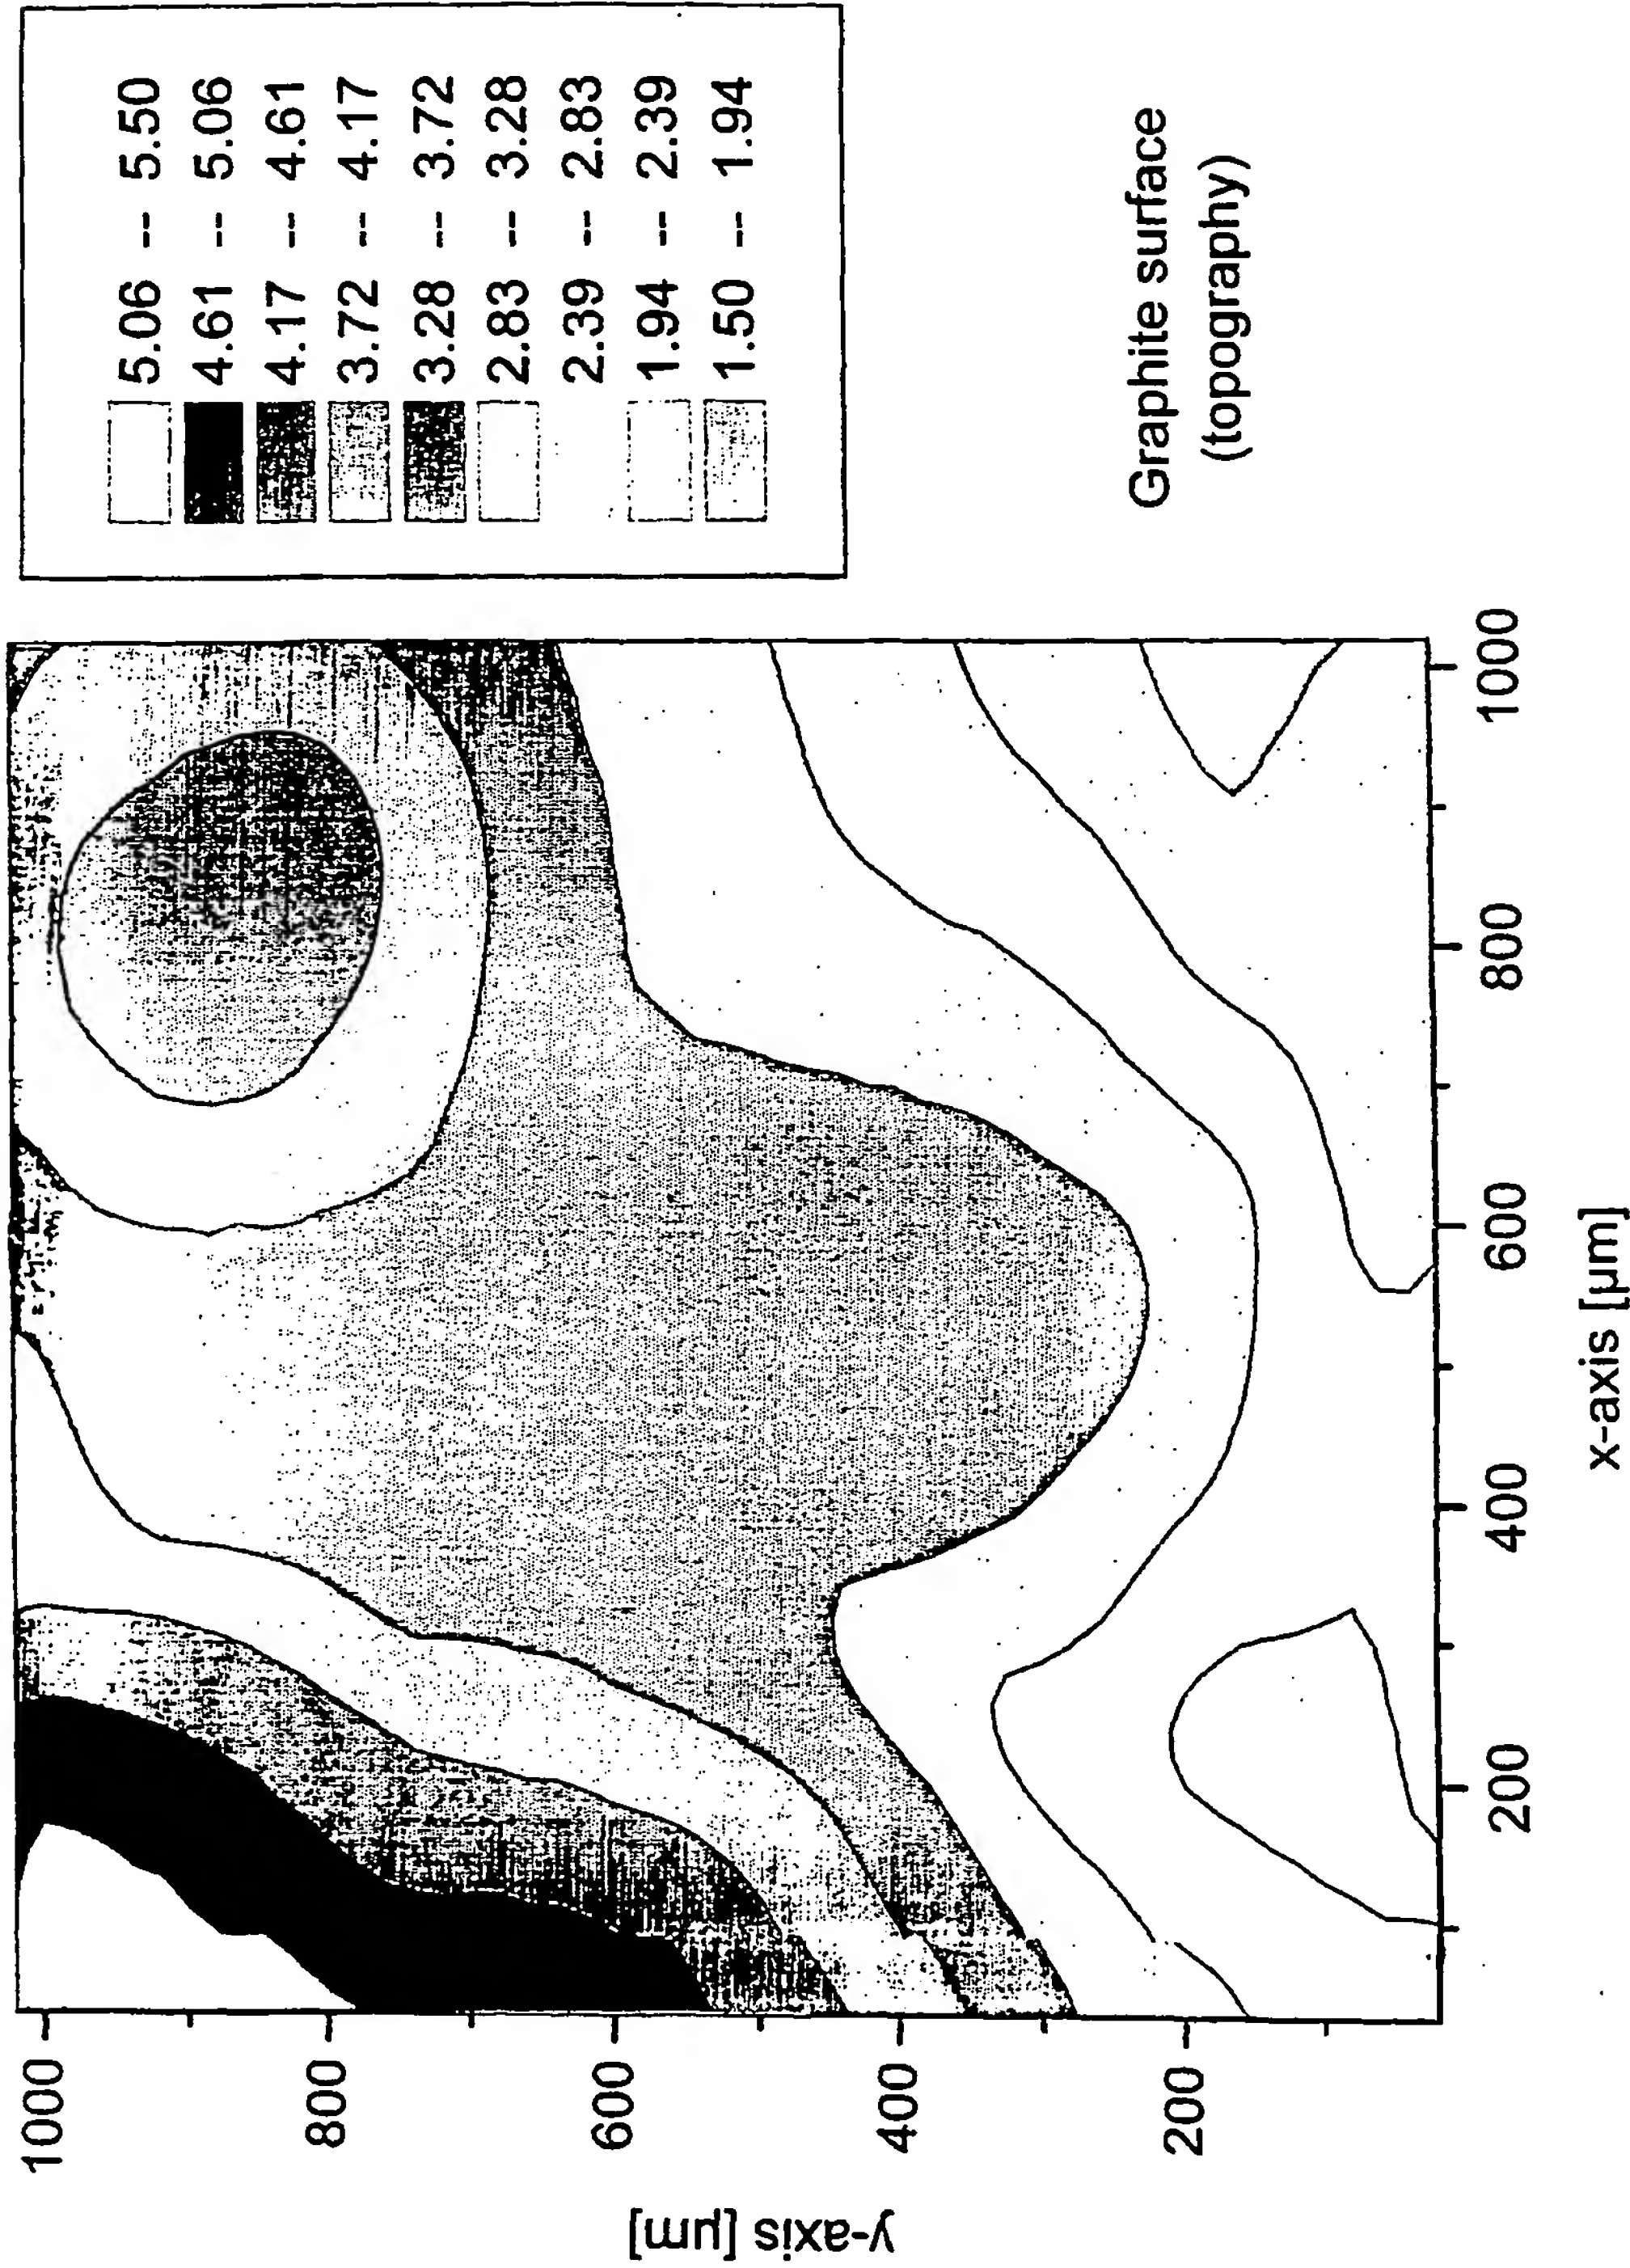 5.06 -- 5.50
4.61 -- 5.06
4.17 -- 4.61
3.72 -- 4.17
3.28 -- 3.72
2.83 -- 3.28
2.39 -- 2.83
1.94 -- 2.39
1.50 -- 1.94
Graphite surface
(topography)
y-axis [µm]
1000
800
600
400
200
200
400
600
800
1000
x-axis [µm]